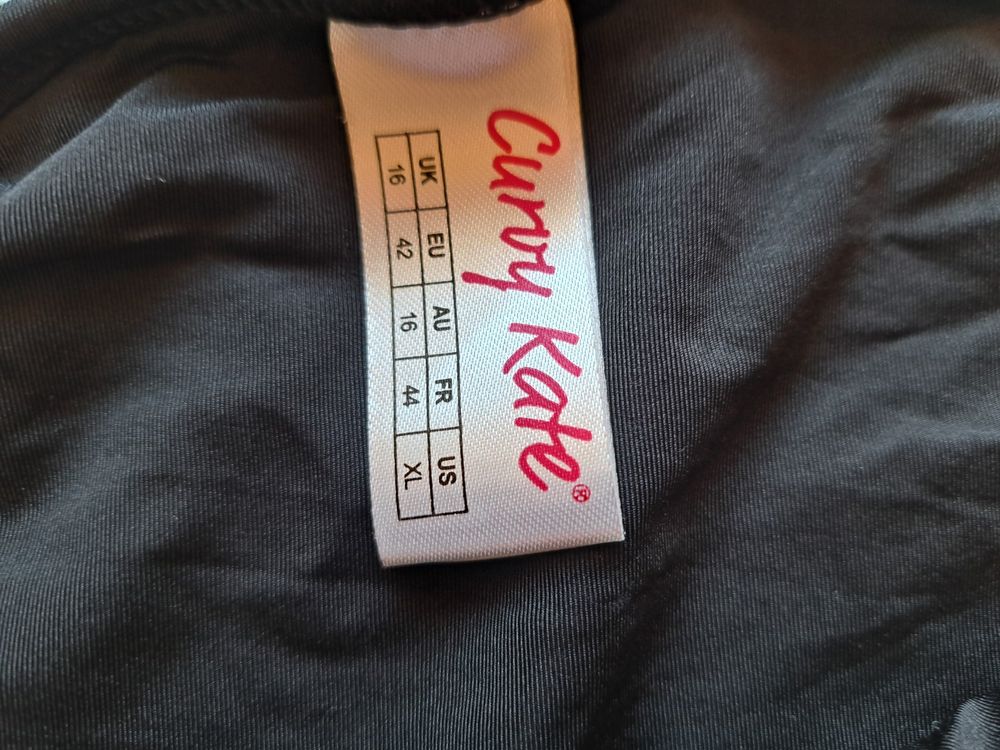 Curvy Kate®
UK EU AU FR US
16 42 16 44 XL